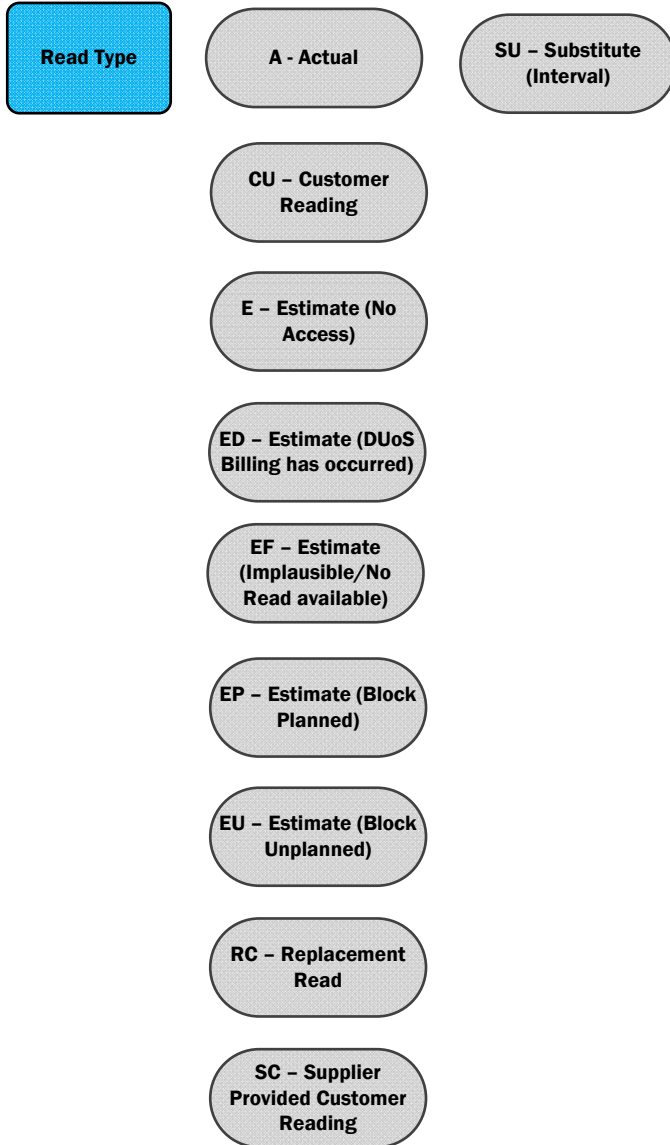 Read Type
A - Actual
SU – Substitute
(Interval)
CU – Customer
Reading
E – Estimate (No
Access)
ED – Estimate (DUoS
Billing has occurred)
EF – Estimate
(Implausible/No
Read available)
EP – Estimate (Block
Planned)
EU – Estimate (Block
Unplanned)
RC – Replacement
Read
SC – Supplier
Provided Customer
Reading